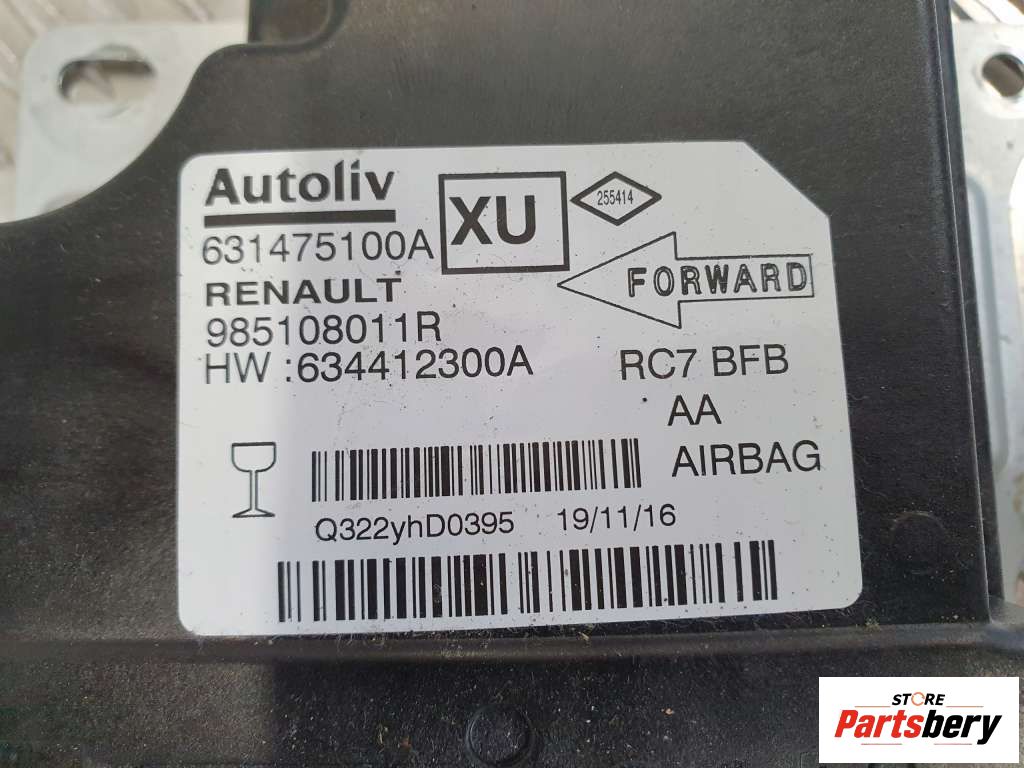 Autoliv XU 255414
631475100A
FORWARD
RENAULT
985108011R
HW :634412300A RC7 BFB
AA
AIRBAG
Q322yhD0395 19/11/16
STORE
Partsbery